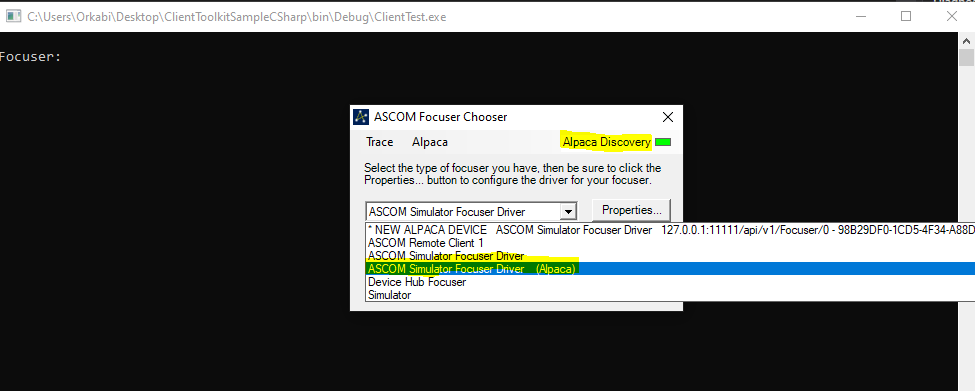 C:\Users\Orkabi\Desktop\ClientToolkitSampleCSharp\bin\Debug\ClientTest.exe
Focuser:
ASCOM Focuser Chooser
Trace Alpaca Alpaca Discovery
Select the type of focuser you have, then be sure to click the
Properties... button to configure the driver for your focuser.
ASCOM Simulator Focuser Driver Properties...
* NEW ALPACA DEVICE ASCOM Simulator Focuser Driver 127.0.0.1:11111/api/v1/Focuser/0 - 98B29DF0-1CD5-4F34-A88D
ASCOM Remote Client 1
ASCOM Simulator Focuser Driver
ASCOM Simulator Focuser Driver (Alpaca)
Device Hub Focuser
Simulator